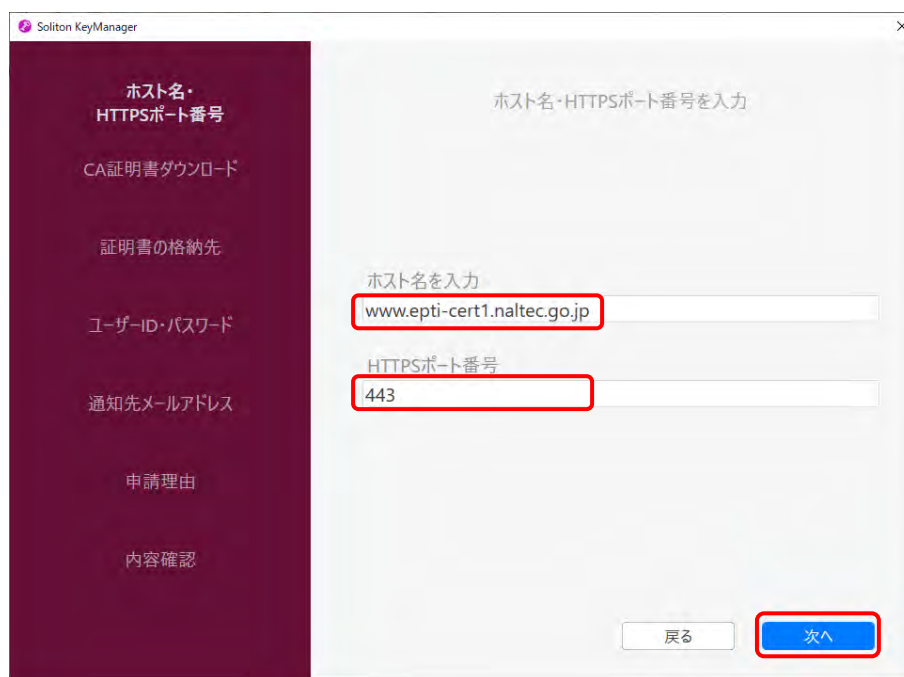 Soliton KeyManager
ホスト名・
HTTPSポート番号
CA証明書ダウンロード
証明書の格納先
ユーザーID・パスワード
通知先メールアドレス
申請理由
内容確認
ホスト名・HTTPSポート番号を入力
ホスト名を入力
www.epti-cert1.naltec.go.jp
HTTPSポート番号
443
戻る
次へ